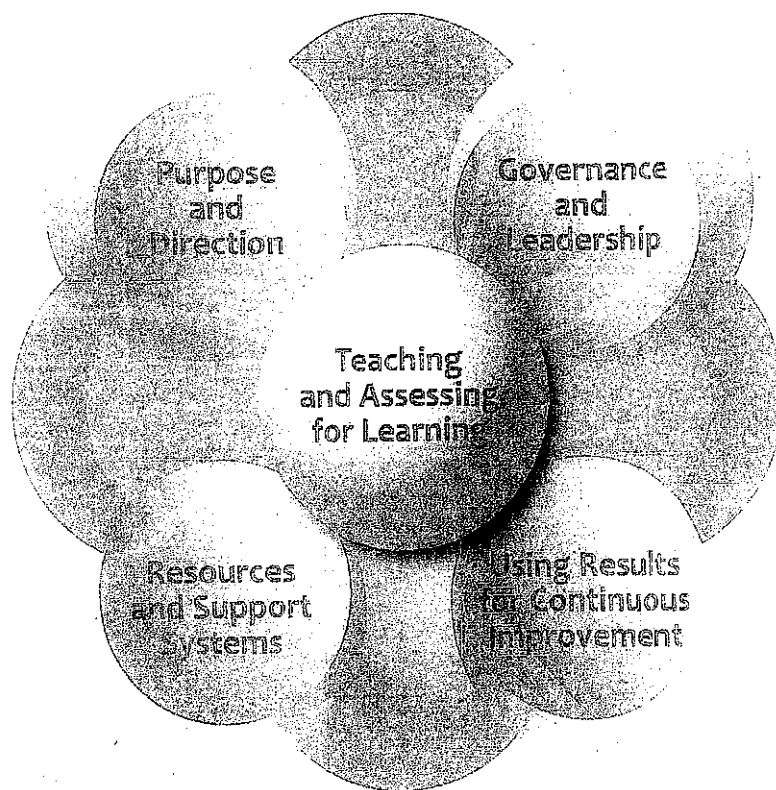 Purpose
and
Direction
Governance
and
Leadership
Teaching
and Assessing
for Learning
Resources
and Support
Systems
Using Results
for Continuous
Improvement